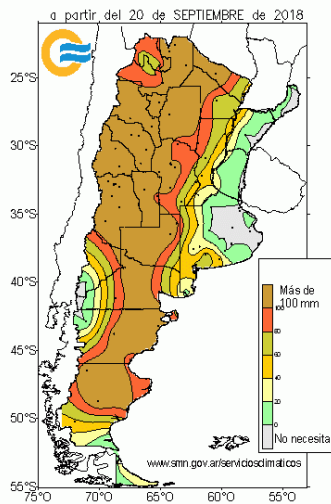 a partir del 20 de SEPTIEMBRE de 2018
25°S
30°S
35°S
40°S
45°S
50°S
55°S
75°O
70°O
65°O
60°O
55°O
Más de
100 mm
100
80
60
40
20
0
No necesita
www.smn.gov.ar/serviciosclimaticos